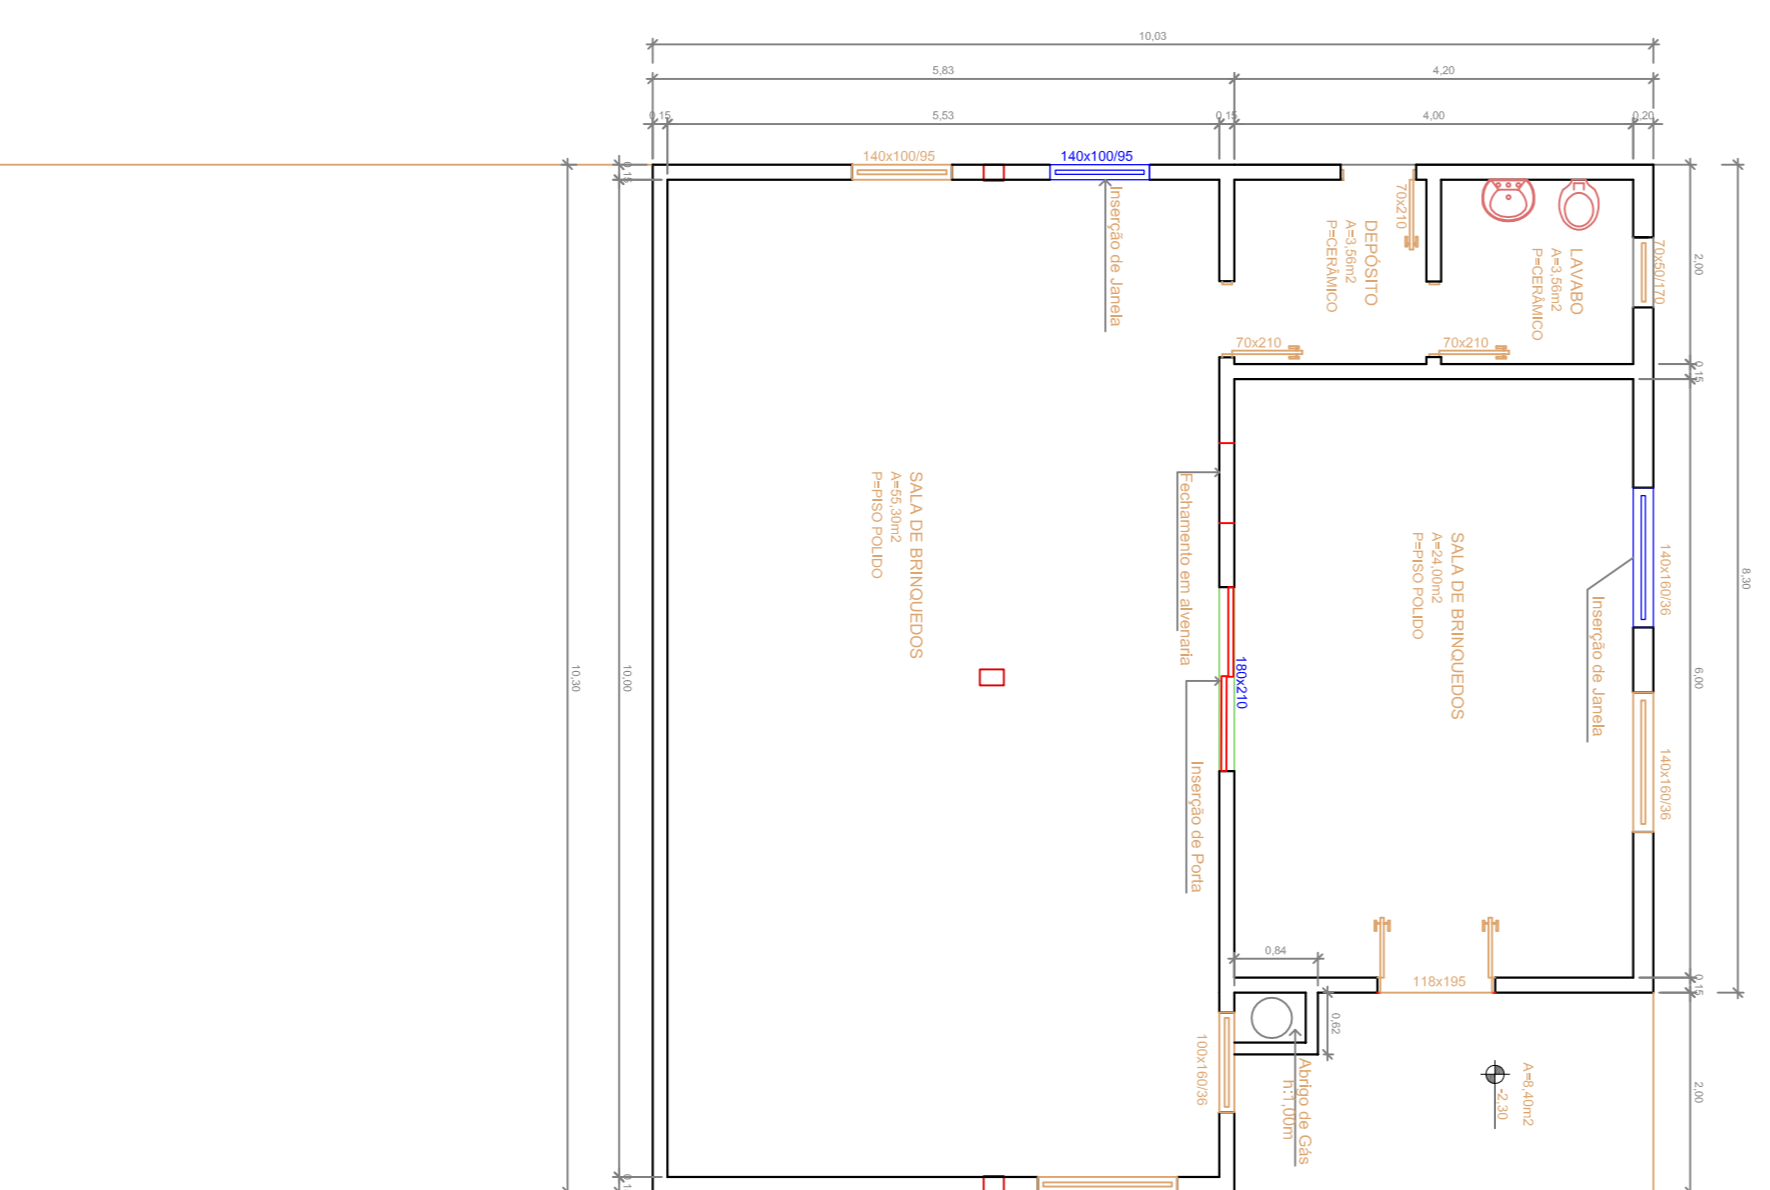 10,03
5,83
4,20
0,15
5,53
0,15
4,00
0,20
140x100/95
140x100/95
0,15
Inserção de Janela
70x210
DEPÓSITO
A=3,56m2
P=CERÂMICO
LAVABO
A=3,56m2
P=CERÂMICO
70x50/170
2,00
70x210
70x210
0,15
SALA DE BRINQUEDOS
A=55,30m2
P=PISO POLIDO
Fechamento em alvenaria
SALA DE BRINQUEDOS
A=24,00m2
P=PISO POLIDO
140x160/36
Inserção de Janela
8,30
10,30
10,00
180x210
6,00
Inserção de Porta
140x160/36
0,84
118x195
0,15
0,62
100x160/36
Abrigo de Gás
h:1,00m
A=8,40m2
-2,30
2,00